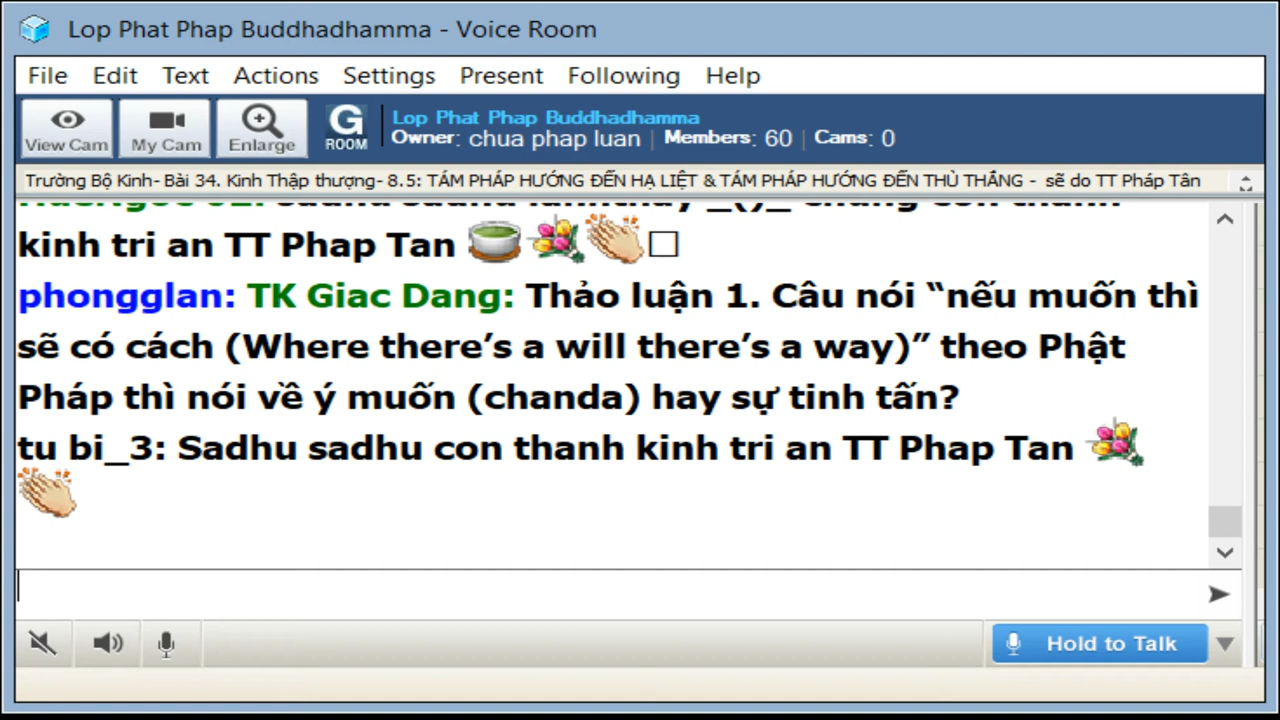 Lop Phat Phap Buddhadhamma - Voice Room
File Edit Text Actions Settings Present Following Help
View Cam My Cam Enlarge G ROOM
Lop Phat Phap Buddhadhamma
Owner: chua phap luan | Members: 60 | Cams: 0
Trường Bộ Kinh- Bài 34. Kinh Thập thượng- 8.5: TÁM PHÁP HƯỚNG ĐẾN HẠ LIỆT & TÁM PHÁP HƯỚNG ĐẾN THÙ THẮNG - sẽ do TT Pháp Tân
kinh tri an TT Phap Tan
phongglan: TK Giac Dang: Thảo luận 1. Câu nói “nếu muốn thì
sẽ có cách (Where there’s a will there’s a way)” theo Phật
Pháp thì nói về ý muốn (chanda) hay sự tinh tấn?
tu bi_3: Sadhu sadhu con thanh kinh tri an TT Phap Tan
Hold to Talk